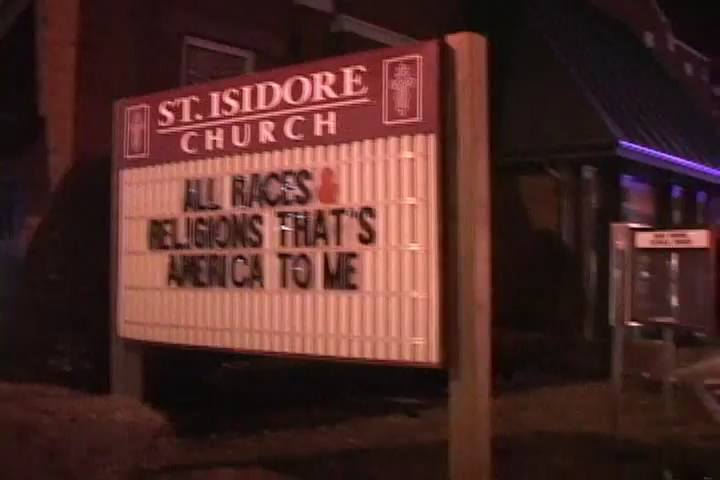 ST. ISIDORE
CHURCH
ALL RACES &
RELIGIONS THAT'S
AMERICA TO ME